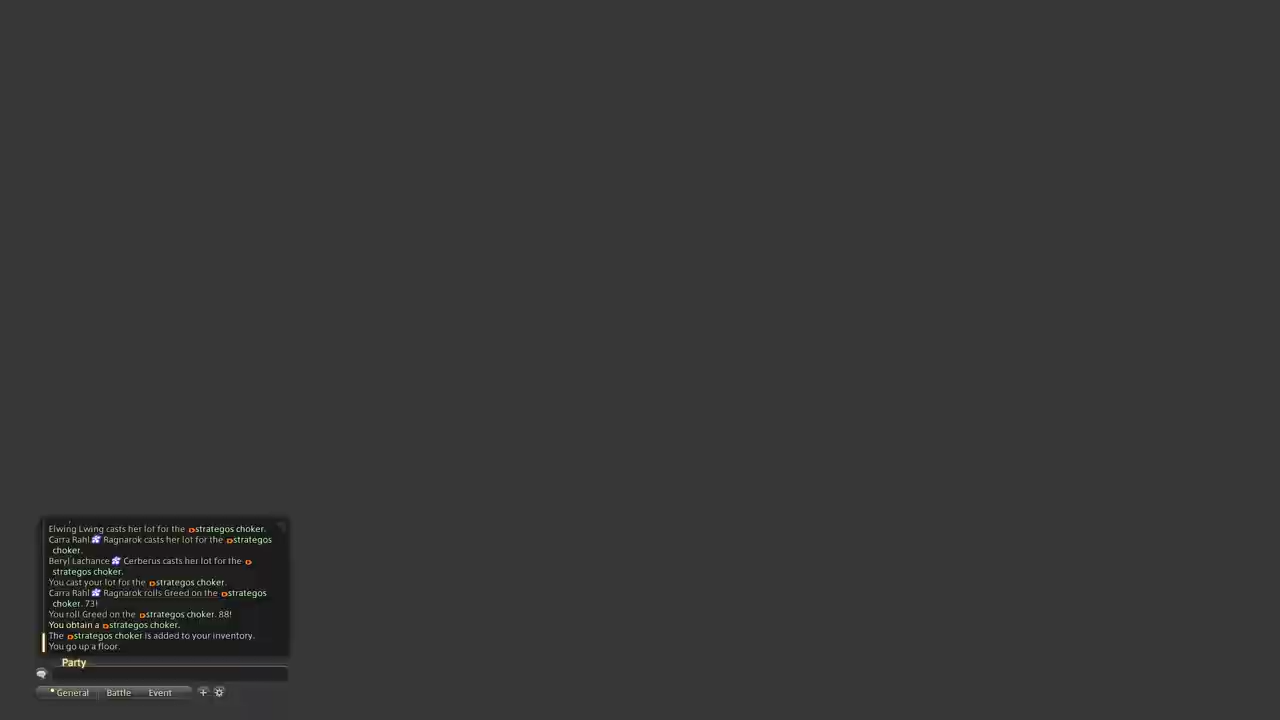 Elwing Lwing casts her lot for the strategos choker.
Carra Rahl Ragnarok casts her lot for the strategos
choker.
Beryl Lachance Cerberus casts her lot for the
strategos choker.
You cast your lot for the strategos choker.
Carra Rahl Ragnarok rolls Greed on the strategos
choker. 73!
You roll Greed on the strategos choker. 88!
You obtain a strategos choker.
The strategos choker is added to your inventory.
You go up a floor.
Party
General Battle Event